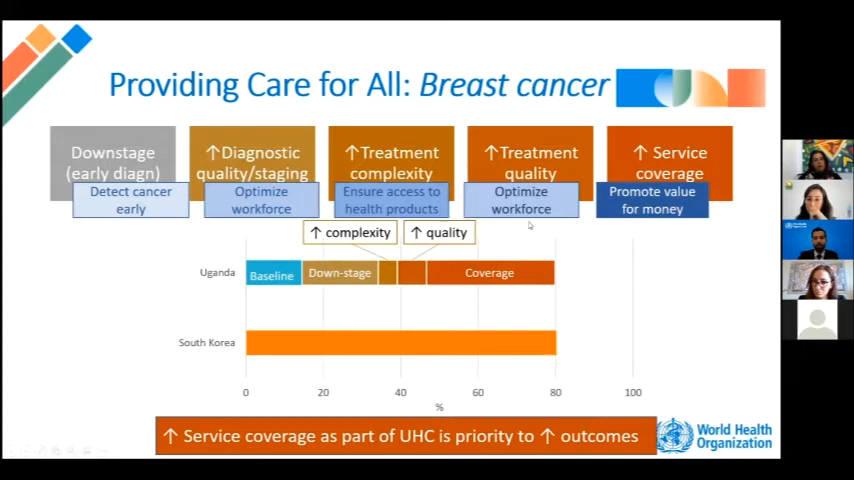 Providing Care for All: Breast cancer
Downstage
(early diagn)
↑Diagnostic
quality/staging
↑Treatment
complexity
↑Treatment
quality
↑ Service
coverage
Detect cancer
early
Optimize
workforce
Ensure access to
health products
Optimize
workforce
Promote value
for money
↑ complexity
↑ quality
Uganda
Baseline
Down-stage
Coverage
South Korea
0
20
40
60
80
100
%
↑ Service coverage as part of UHC is priority to ↑ outcomes
World Health
Organization